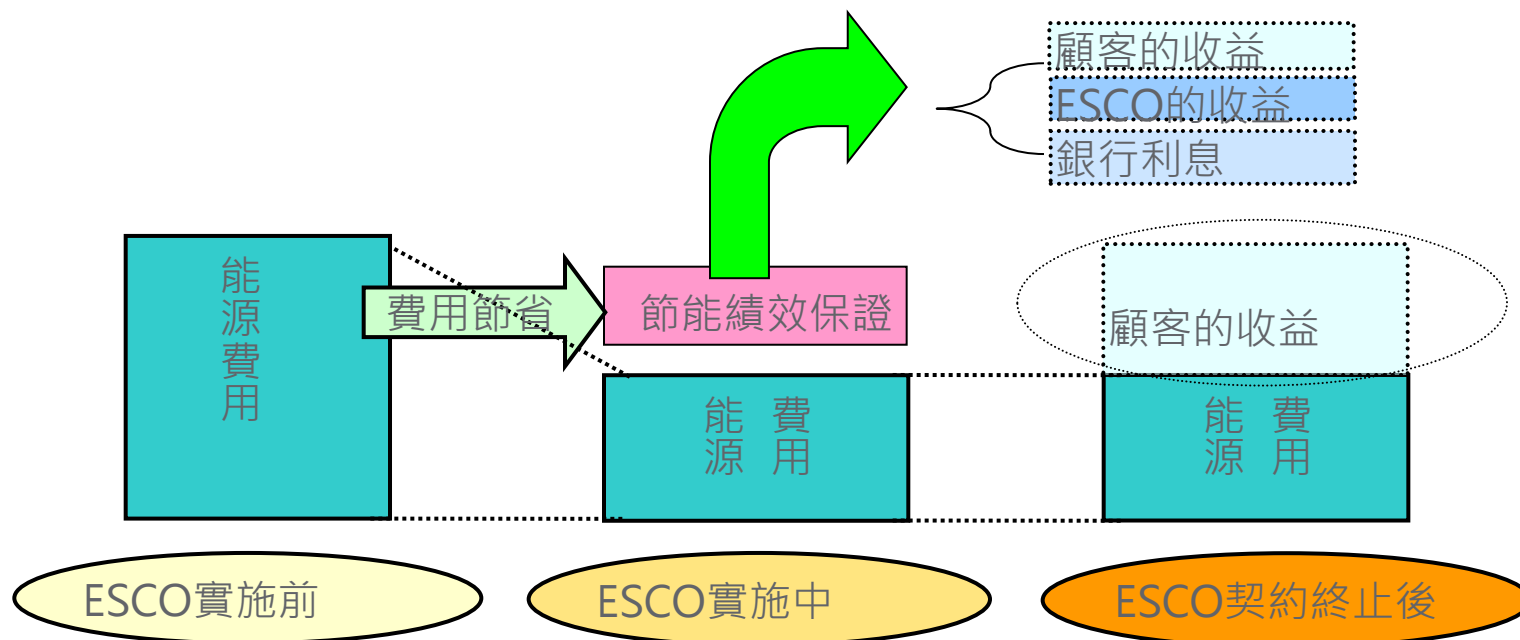 顧客的收益
ESCO的收益
銀行利息
能源費用
費用節省
節能績效保證
顧客的收益
能源費用
能源費用
ESCO實施前
ESCO實施中
ESCO契約終止後